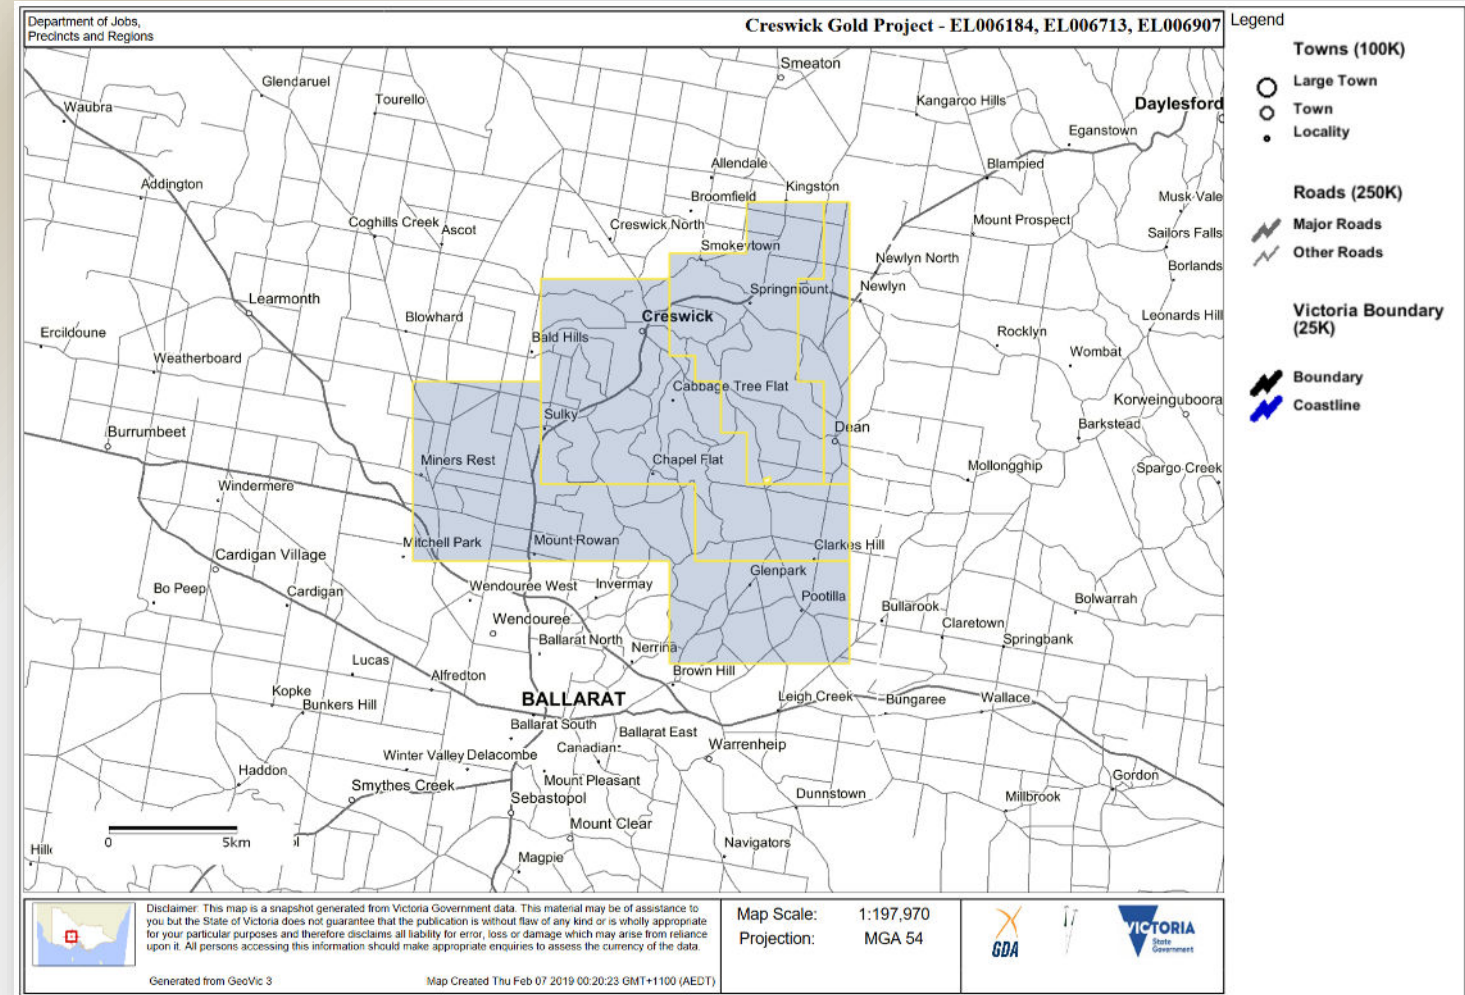 Department of Jobs,
Precincts and Regions
Creswick Gold Project - EL006184, EL006713, EL006907
Legend
Towns (100K)
Large Town
Town
Locality
Roads (250K)
Major Roads
Other Roads
Victoria Boundary
(25K)
Boundary
Coastline
Smeaton
Glendaruel
Tourello
Kangaroo Hills
Daylesford
Waubra
Eganstown
Allendale
Blampied
Addington
Kingston
Broomfield
Musk Vale
Coghills Creek
Ascot
Creswick North
Mount Prospect
Sailors Falls
Smokeytown
Newlyn North
Borlands
Springmount
Newlyn
Learmonth
Blowhard
Creswick
Leonards Hill
Ercildoune
Bald Hills
Rocklyn
Weatherboard
Wombat
Cabbage Tree Flat
Korweinguboora
Sulky
Burrumbeet
Dean
Barkstead
Miners Rest
Chapel Flat
Mollongghip
Spargo Creek
Windermere
Mitchell Park
Mount Rowan
Clarkes Hill
Cardigan Village
Glenpark
Bo Peep
Cardigan
Wendouree West
Invermay
Pootilla
Bullarook
Bolwarrah
Wendouree
Claretown
Ballarat North
Nerrina
Springbank
Lucas
Alfredton
Brown Hill
Kopke
Bunkers Hill
BALLARAT
Leigh Creek
Bungaree
Wallace
Ballarat South
Ballarat East
Winter Valley
Delacombe
Canadian
Warrenheip
Haddon
Mount Pleasant
Gordon
Smythes Creek
Sebastopol
Dunnstown
Millbrook
Mount Clear
0
5km
Navigators
Magpie
Disclaimer: This map is a snapshot generated from Victoria Government data. This material may be of assistance to
you but the State of Victoria does not guarantee that the publication is without flaw of any kind or is wholly appropriate
for your particular purposes and therefore disclaims all liability for error, loss or damage which may arise from reliance
upon it. All persons accessing this information should make appropriate enquiries to assess the currency of the data.
Generated from GeoVic 3
Map Created Thu Feb 07 2019 00:20:23 GMT+1100 (AEDT)
Map Scale: 1:197,970
Projection: MGA 54
GDA
VICTORIA
State
Government